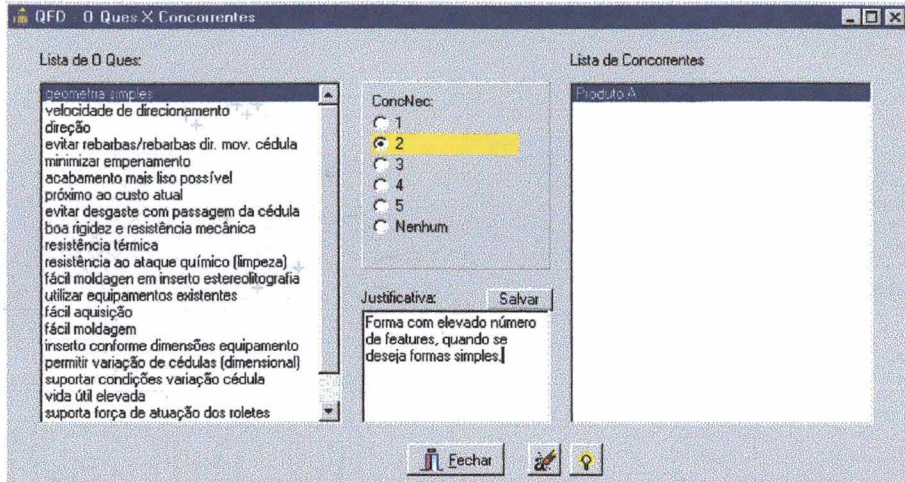 QFD - O Ques X Concorrentes
Lista de O Ques:
geometria simples
velocidade de direcionamento
direção
evitar rebarbas/rebarbas dir. mov. cédula
minimizar empenamento
acabamento mais liso possível
próximo ao custo atual
evitar desgaste com passagem da cédula
boa rigidez e resistência mecânica
resistência térmica
resistência ao ataque químico (limpeza)
fácil moldagen em inserto estereolitografia
utilizar equipamentos existentes
fácil aquisição
fácil moldagem
inserto conforme dimensões equipamento
permitir variação de cédulas (dimensional)
suportar condições variação cédula
vida útil elevada
suporta força de atuação dos roletes
ConcNec:
1
2
3
4
5
Nenhum
Justificativa:
Salvar
Forma com elevado número
de features, quando se
deseja formas simples.
Lista de Concorrentes
Produto A
Fechar